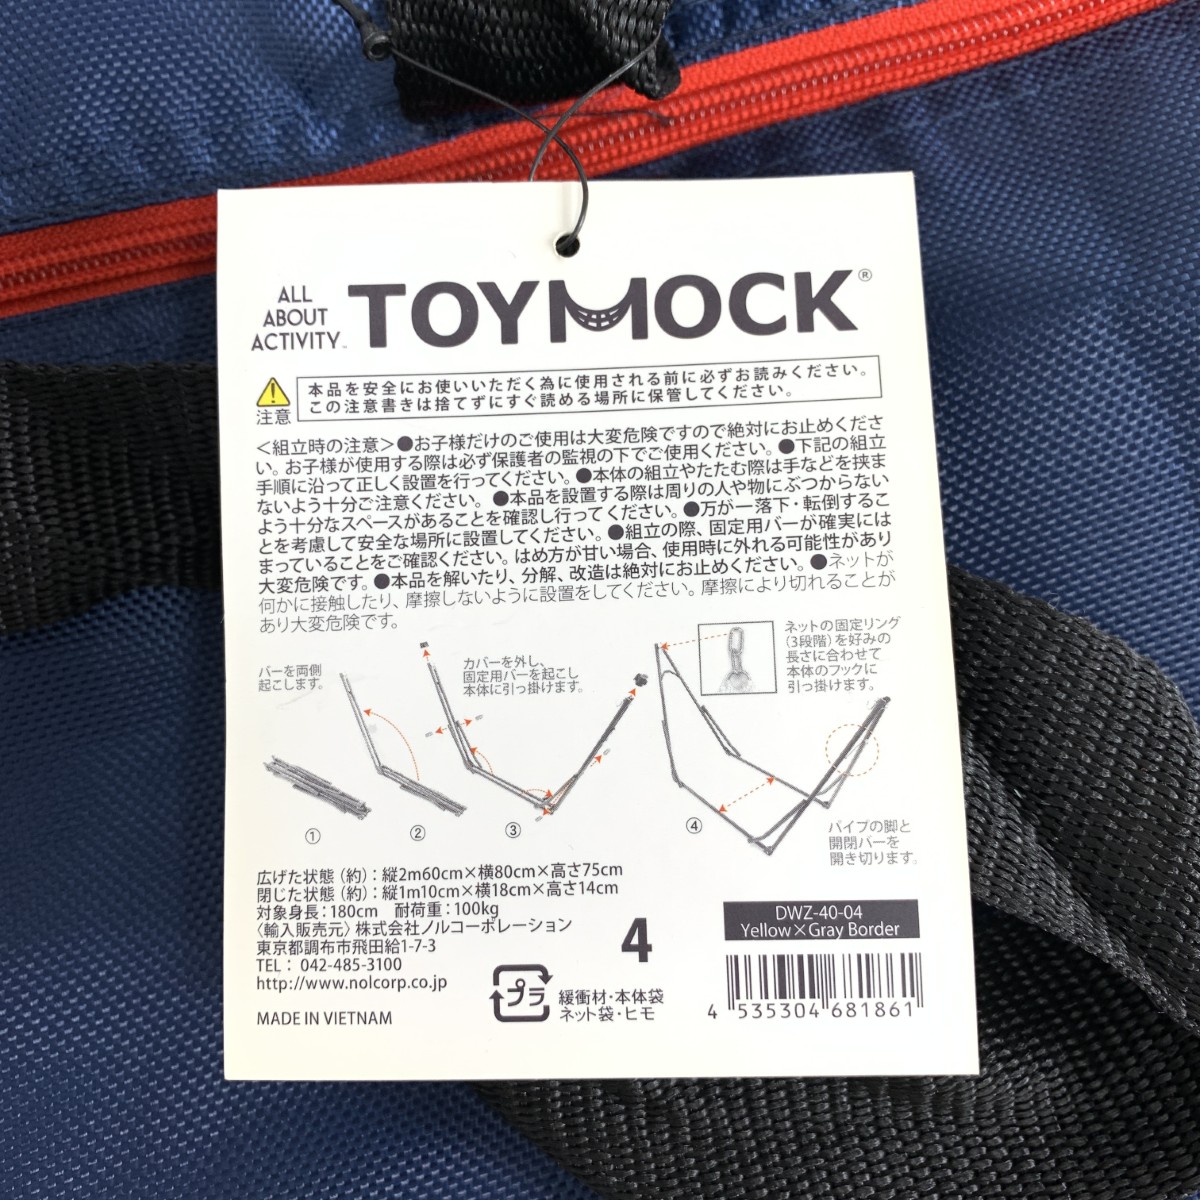 ALL
ABOUT
ACTIVITY™
TOYMOCK®
注意
本品を安全にお使いいただく為に使用される前に必ずお読みください。
この注意書きは捨てずにすぐ読める場所に保管してください。
＜組立時の注意＞●お子様だけのご使用は大変危険ですので絶対にお止めくださ
い。お子様が使用する際は必ず保護者の監視の下でご使用ください。●下記の組立
手順に沿って正しく設置を行ってください。●本体の組立やたたむ際は手などを挟ま
ないよう十分ご注意ください。●本品を設置する際は周りの人や物にぶつからない
よう十分なスペースがあることを確認し行ってください。●万が一落下・転倒するこ
とを考慮して安全な場所に設置してください。●組立の際、固定用バーが確実には
まっていることをご確認ください。はめ方が甘い場合、使用時に外れる可能性があり
大変危険です。●本品を解いたり、分解、改造は絶対にお止めください。●ネットが
何かに接触したり、摩擦しないように設置をしてください。摩擦により切れることが
あり大変危険です。
バーを両側
起こします。
カバーを外し、
固定用バーを起こし
本体に引っ掛けます。
ネットの固定リング
（3段階）を好みの
長さに合わせて
本体のフックに
引っ掛けます。
①
②
③
④
パイプの脚と
開閉バーを
開き切ります。
広げた状態（約）：縦2m60cm×横80cm×高さ75cm
閉じた状態（約）：縦1m10cm×横18cm×高さ14cm
対象身長：180cm 耐荷重：100kg
〈輸入販売元〉株式会社ノルコーポレーション
東京都調布市飛田給1-7-3
TEL： 042-485-3100
http://www.nolcorp.co.jp
MADE IN VIETNAM
4
プラ
緩衝材・本体袋
ネット袋・ヒモ
DWZ-40-04
Yellow×Gray Border
4 535304 681861